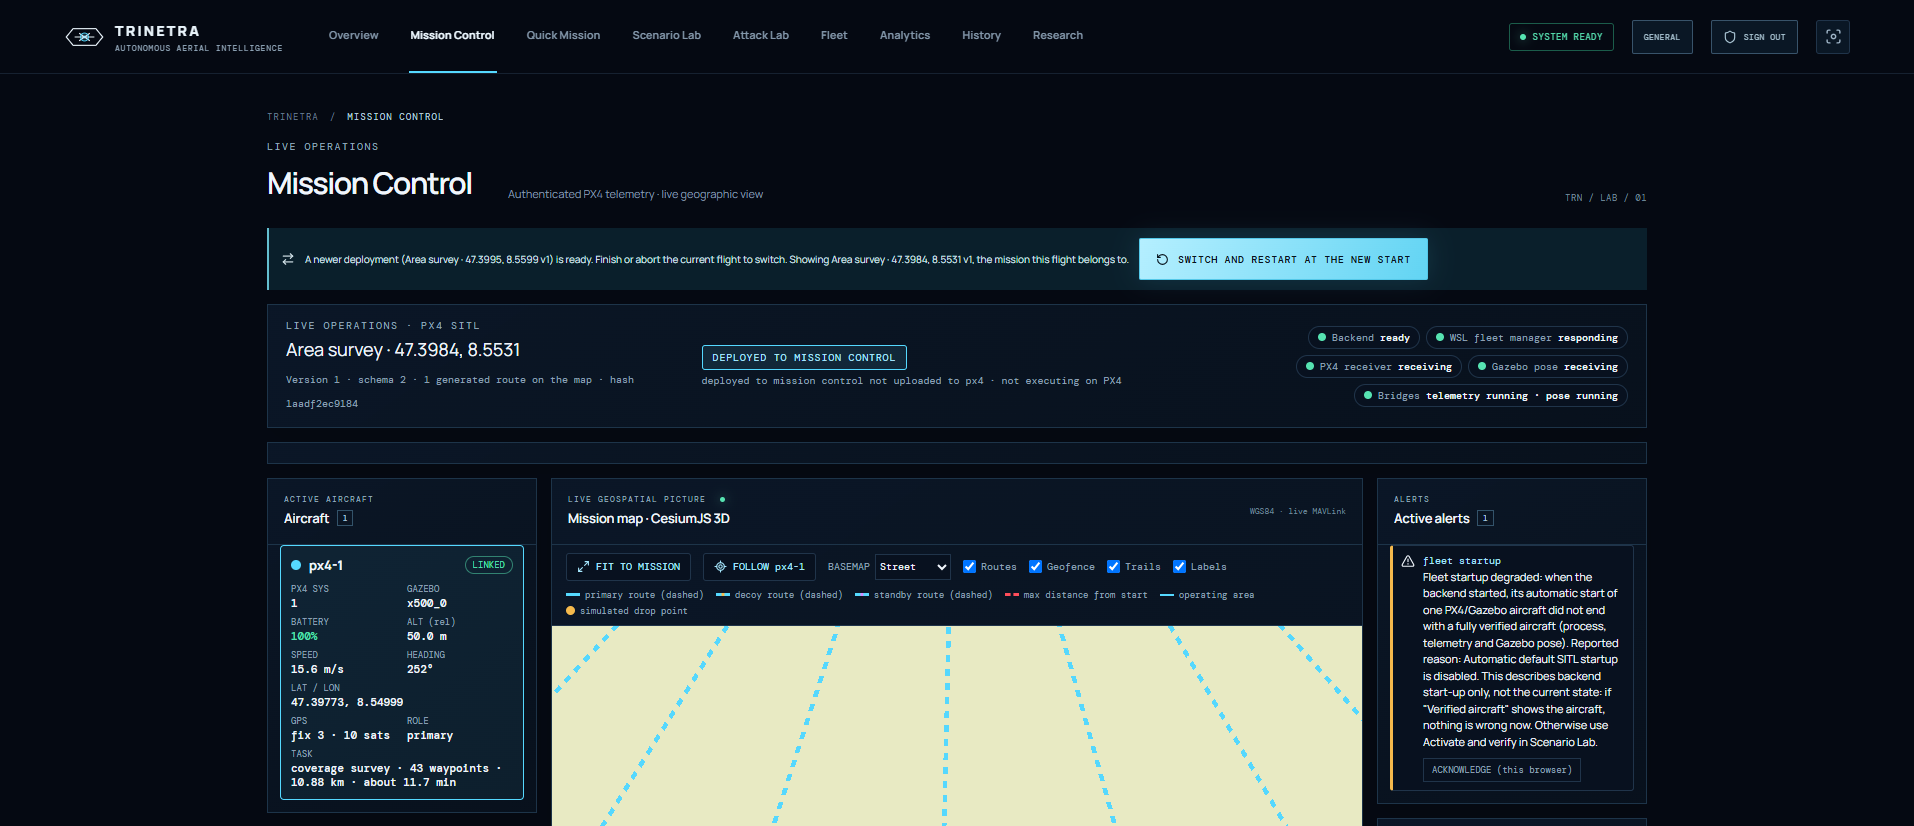 TRINETRA
AUTONOMOUS AERIAL INTELLIGENCE
Overview
Mission Control
Quick Mission
Scenario Lab
Attack Lab
Fleet
Analytics
History
Research
SYSTEM READY
GENERAL
SIGN OUT
TRINETRA / MISSION CONTROL
LIVE OPERATIONS
Mission Control
Authenticated PX4 telemetry · live geographic view
TRN / LAB / 01
A newer deployment (Area survey · 47.3995, 8.5599 v1) is ready. Finish or abort the current flight to switch. Showing Area survey · 47.3984, 8.5531 v1, the mission this flight belongs to.
SWITCH AND RESTART AT THE NEW START
LIVE OPERATIONS · PX4 SITL
Area survey · 47.3984, 8.5531
Version 1 · schema 2 · 1 generated route on the map · hash
1aadf2ec9184
DEPLOYED TO MISSION CONTROL
deployed to mission control not uploaded to px4 · not executing on PX4
Backend ready
WSL fleet manager responding
PX4 receiver receiving
Gazebo pose receiving
Bridges telemetry running · pose running
ACTIVE AIRCRAFT
Aircraft 1
px4-1
LINKED
PX4 SYS
GAZEBO
1
x500_0
BATTERY
ALT (rel)
100%
50.0 m
SPEED
HEADING
15.6 m/s
252°
LAT / LON
47.39773, 8.54999
GPS
ROLE
fix 3 · 10 sats
primary
TASK
coverage survey · 43 waypoints ·
10.88 km · about 11.7 min
LIVE GEOSPATIAL PICTURE
Mission map · CesiumJS 3D
WGS84 · live MAVLink
FIT TO MISSION
FOLLOW px4-1
BASEMAP
Street
Routes
Geofence
Trails
Labels
primary route (dashed)
decoy route (dashed)
standby route (dashed)
max distance from start
operating area
simulated drop point
ALERTS
Active alerts 1
fleet startup
Fleet startup degraded: when the
backend started, its automatic start of
one PX4/Gazebo aircraft did not end
with a fully verified aircraft (process,
telemetry and Gazebo pose). Reported
reason: Automatic default SITL startup
is disabled. This describes backend
start-up only, not the current state: if
"Verified aircraft" shows the aircraft,
nothing is wrong now. Otherwise use
Activate and verify in Scenario Lab.
ACKNOWLEDGE (this browser)